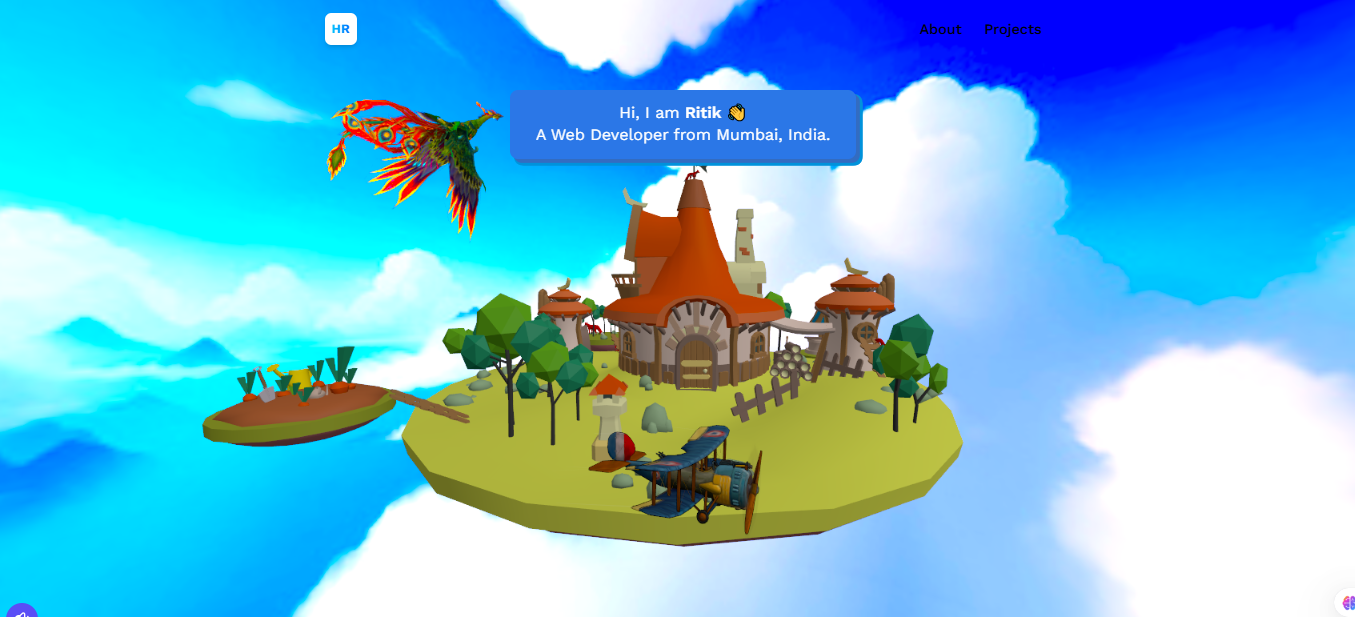 HR
About
Projects
Hi, I am Ritik 👋
A Web Developer from Mumbai, India.